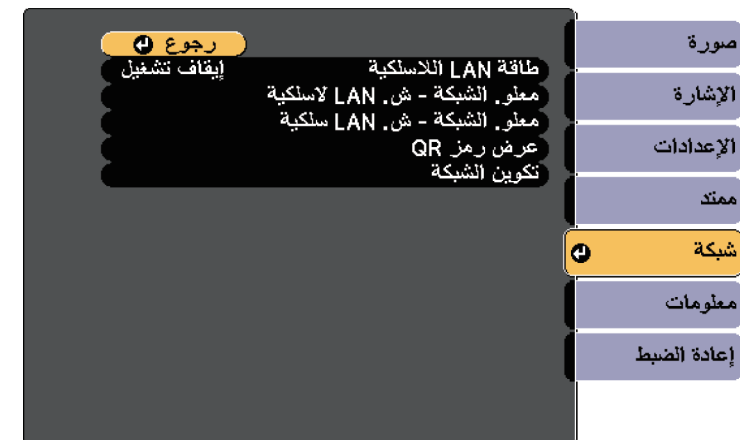 رجوع
طاقة LAN اللاسلكية إيقاف تشغيل
معلو. الشبكة - ش. LAN لاسلكية
معلو. الشبكة - ش. LAN سلكية
عرض رمز QR
تكوين الشبكة
صورة
الإشارة
الإعدادات
ممتد
شبكة
معلومات
إعادة الضبط